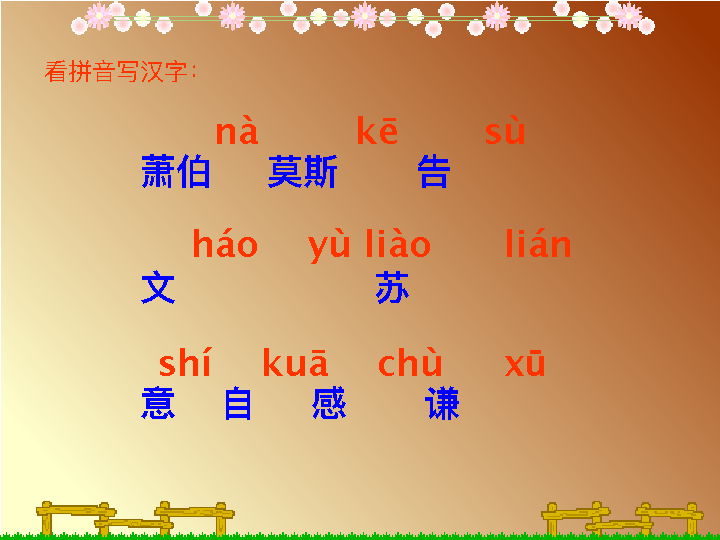 看拼音写汉字：
nà kē sù
萧伯 莫斯 告
háo yù liào lián
文 苏
shí kuā chù xū
意 自 感 谦